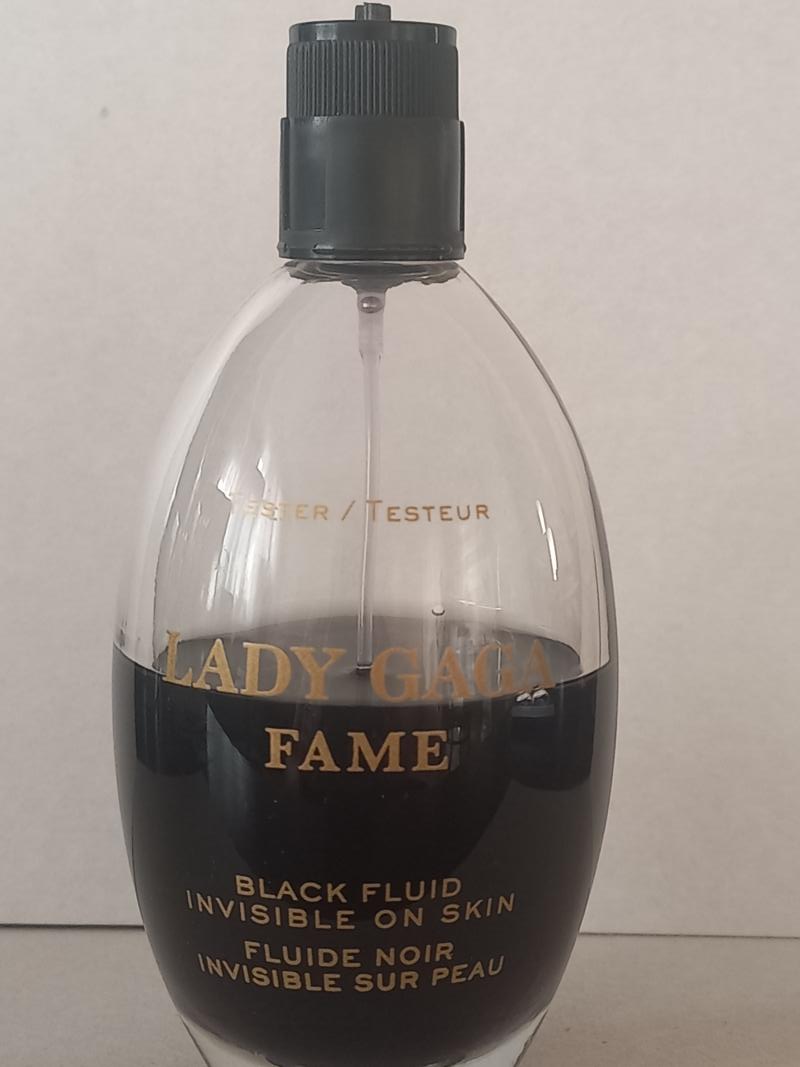 TESTER / TESTEUR
LADY GAGA
FAME
BLACK FLUID
INVISIBLE ON SKIN
FLUIDE NOIR
INVISIBLE SUR PEAU